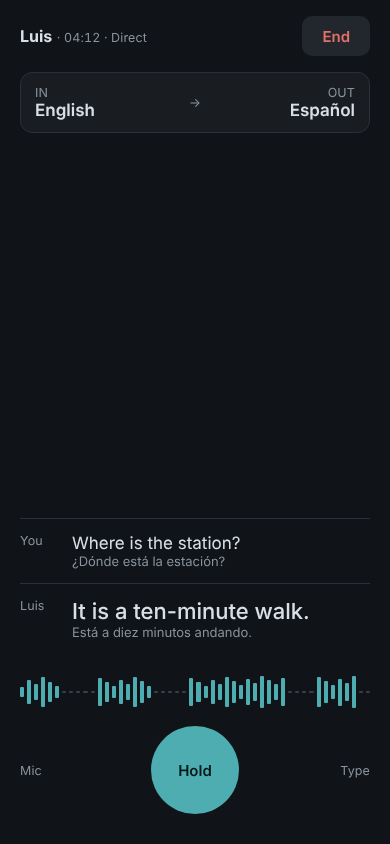 Luis · 04:12 · Direct
End
IN
English
→
OUT
Español
You
Where is the station?
¿Dónde está la estación?
Luis
It is a ten-minute walk.
Está a diez minutos andando.
Mic
Hold
Type